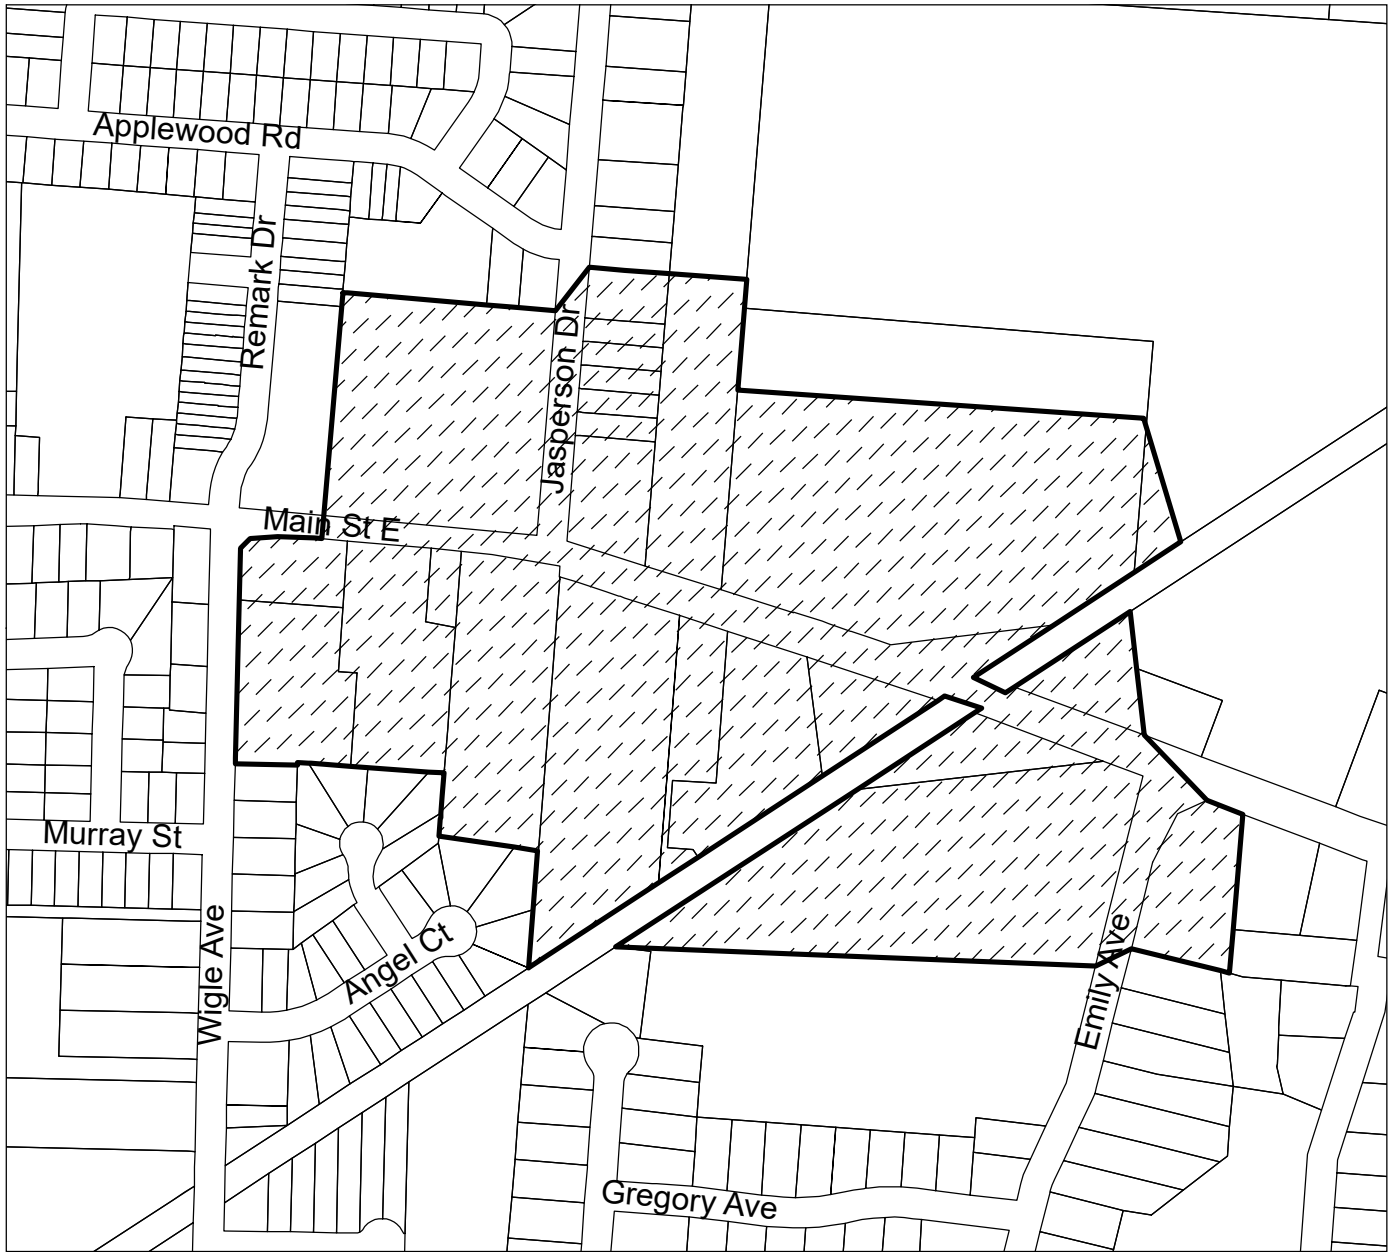 Applewood Rd
Remark Dr
Jasperson Dr
Main St E
Murray St
Wigle Ave
Angel Ct
Emily Ave
Gregory Ave